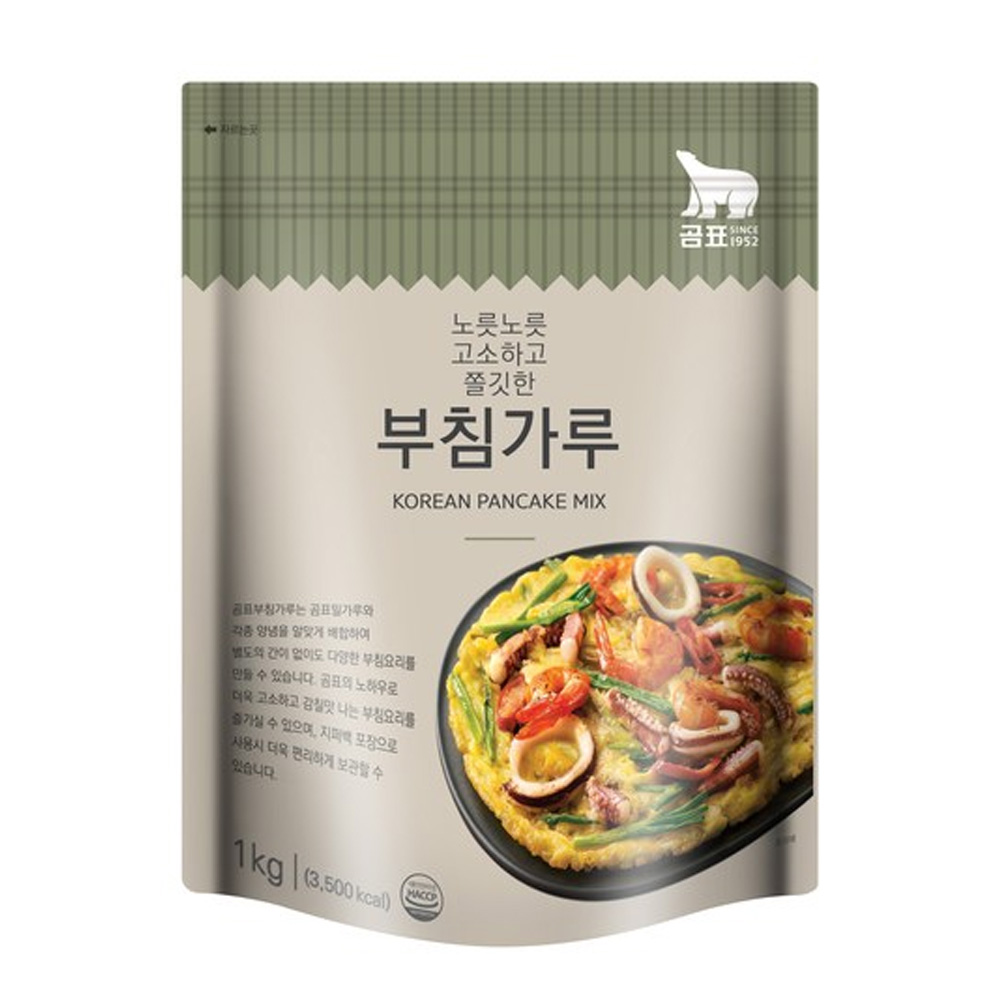 자르는곳
곰표 SINCE 1952
노릇노릇
고소하고
쫄깃한
부침가루
KOREAN PANCAKE MIX
곰표부침가루는 곰표밀가루와
각종 양념을 알맞게 배합하여
별도의 간이 없이도 다양한 부침요리를
만들 수 있습니다. 곰표의 노하우로
더욱 고소하고 감칠맛 나는 부침요리를
즐기실 수 있으며, 지퍼백 포장으로
사용시 더욱 편리하게 보관할 수
있습니다.
1kg | (3,500 kcal)
HACCP